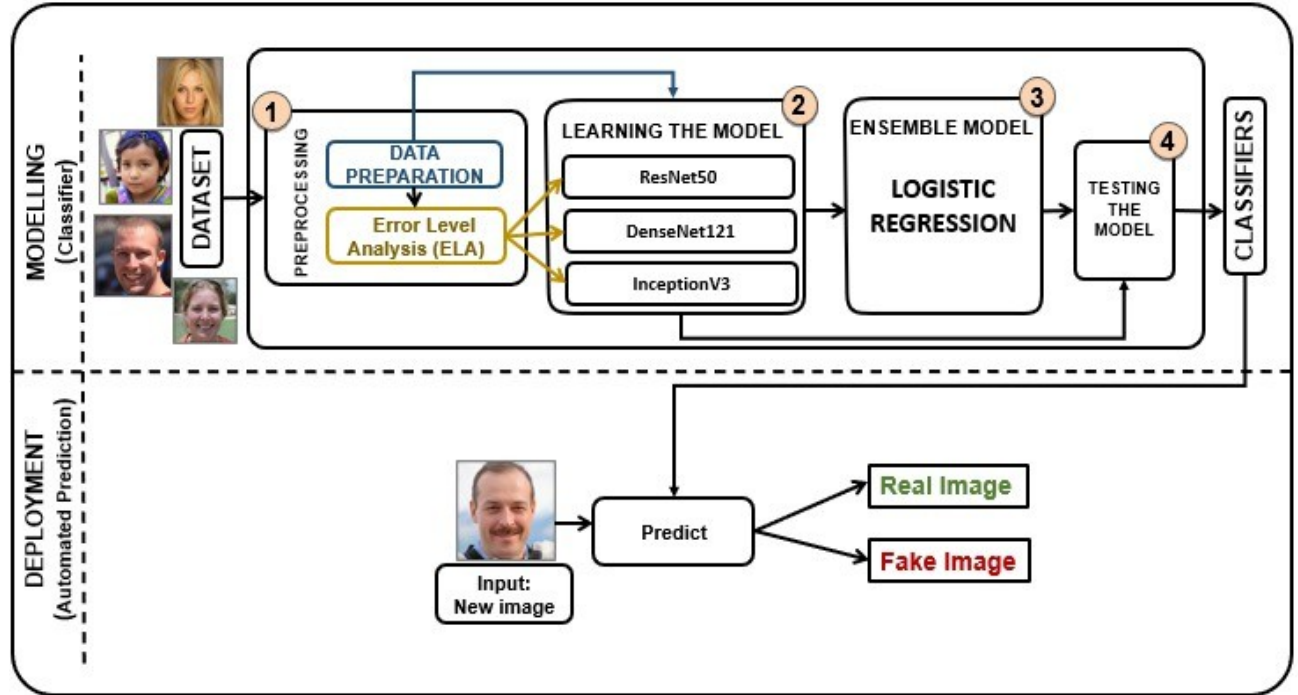 MODELLING
(Classifier)
DATASET
1
PREPROCESSING
DATA
PREPARATION
Error Level
Analysis (ELA)
2
LEARNING THE MODEL
ResNet50
DenseNet121
InceptionV3
3
ENSEMBLE MODEL
LOGISTIC
REGRESSION
4
TESTING
THE
MODEL
CLASSIFIERS
DEPLOYMENT
(Automated Prediction)
Input:
New image
Predict
Real Image
Fake Image